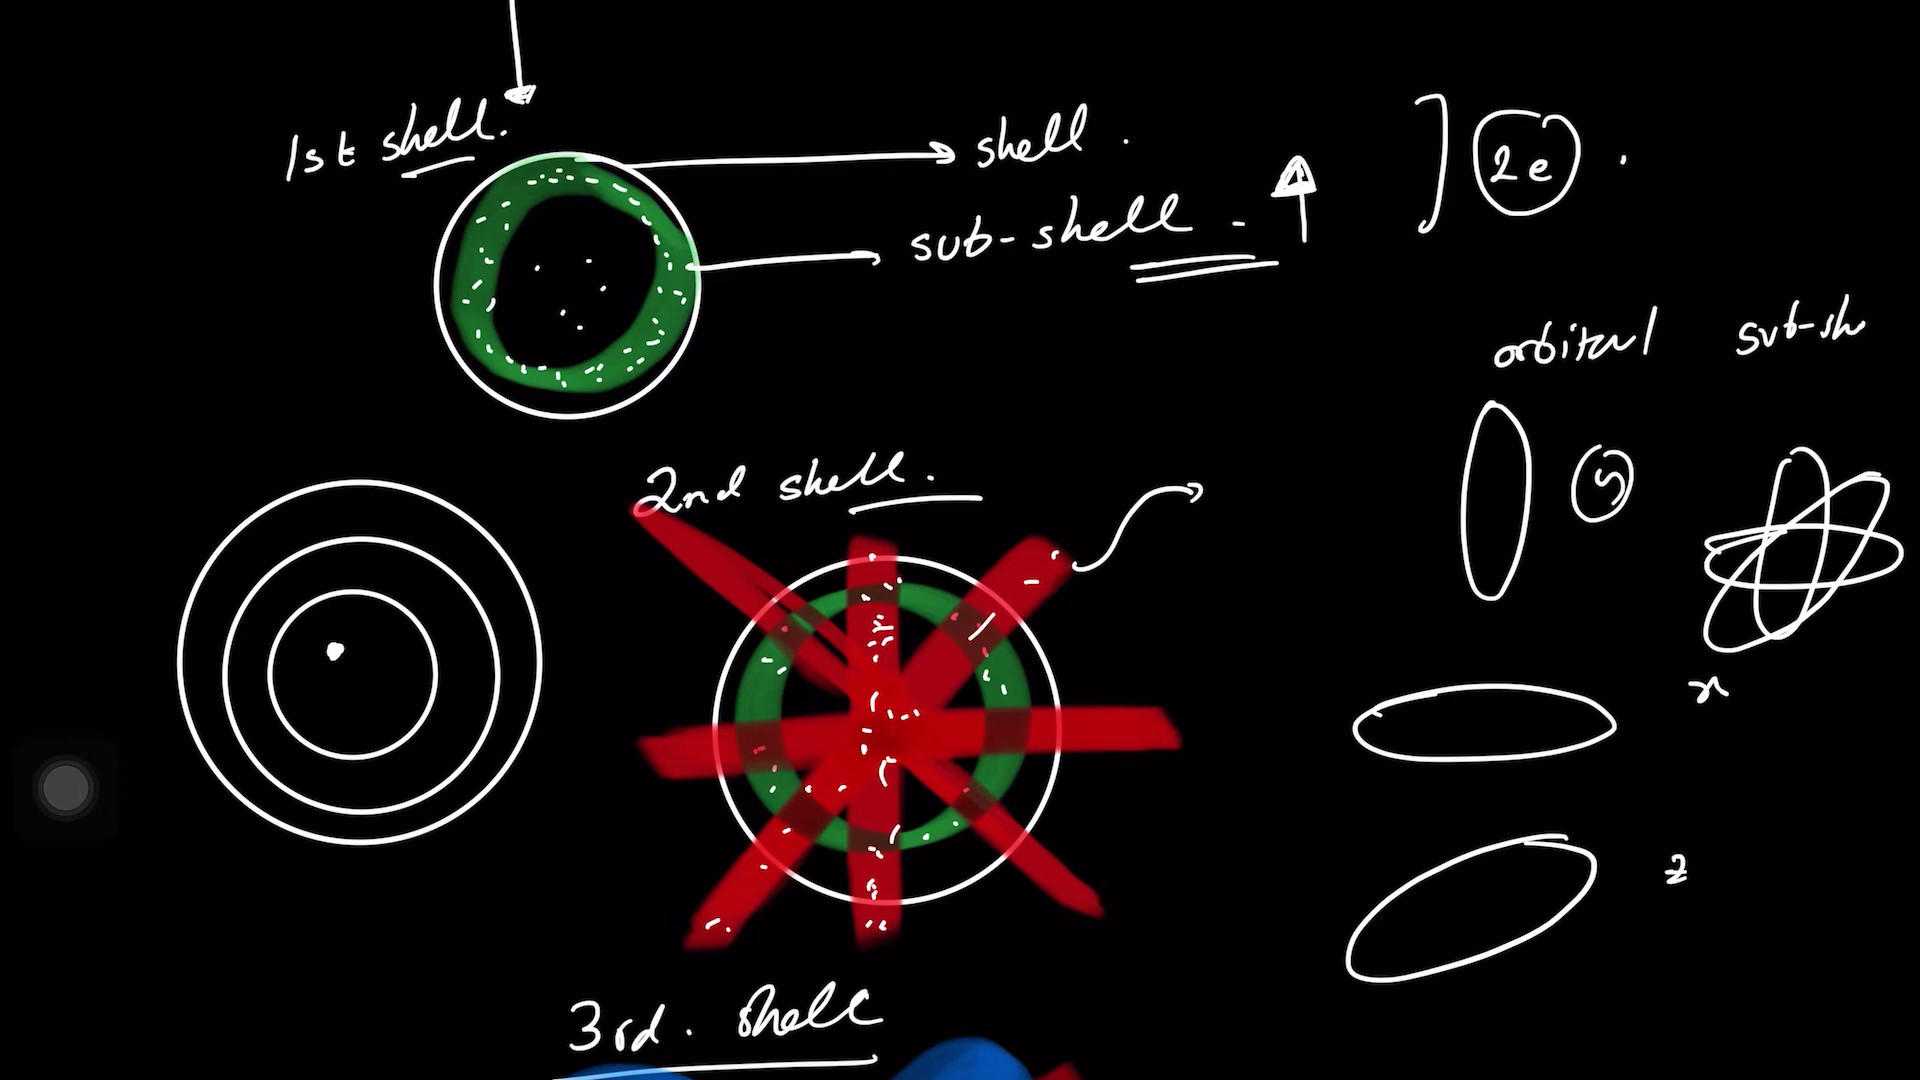 1st shell.
shell.
sub-shell -
2e
orbital sub-sh
s
2nd shell.
x
z
3rd. shell